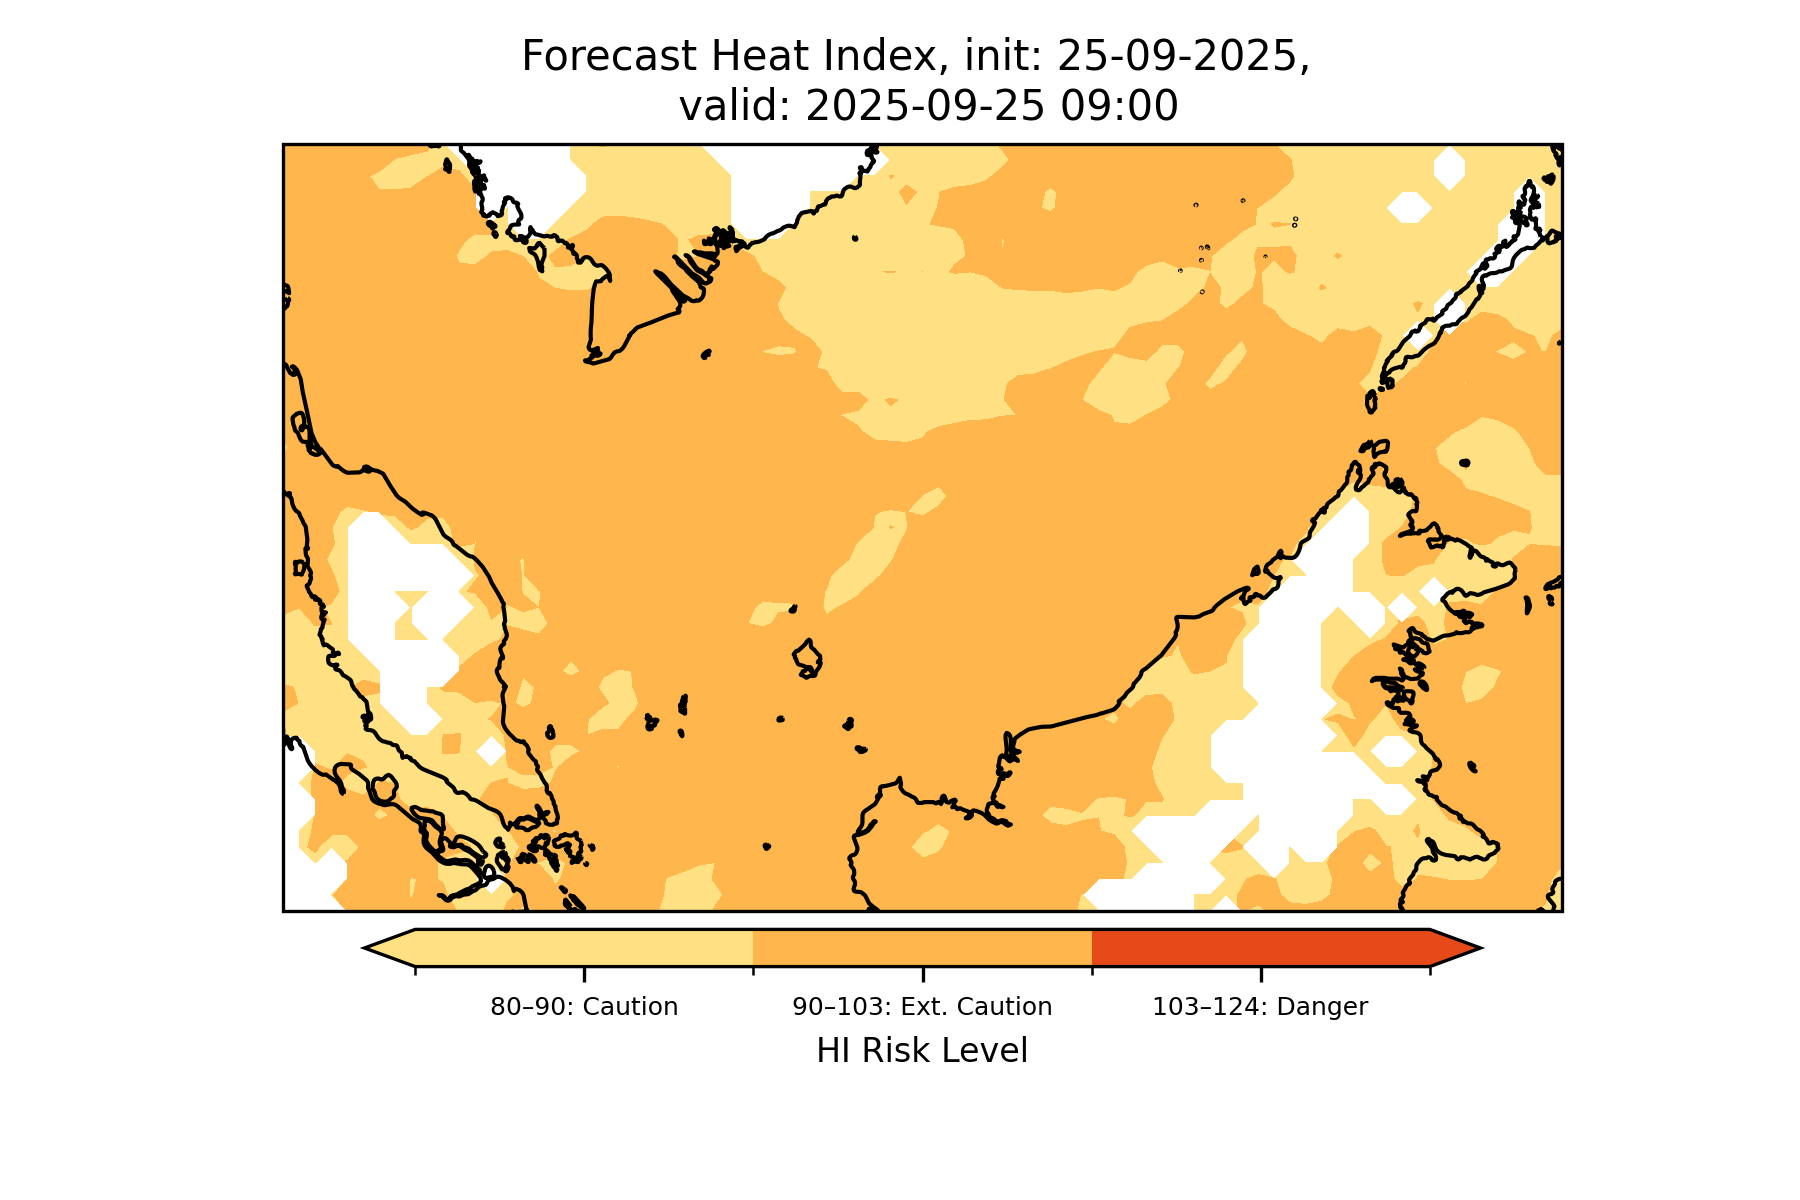 Forecast Heat Index, init: 25-09-2025,
valid: 2025-09-25 09:00
80–90: Caution
90–103: Ext. Caution
103–124: Danger
HI Risk Level